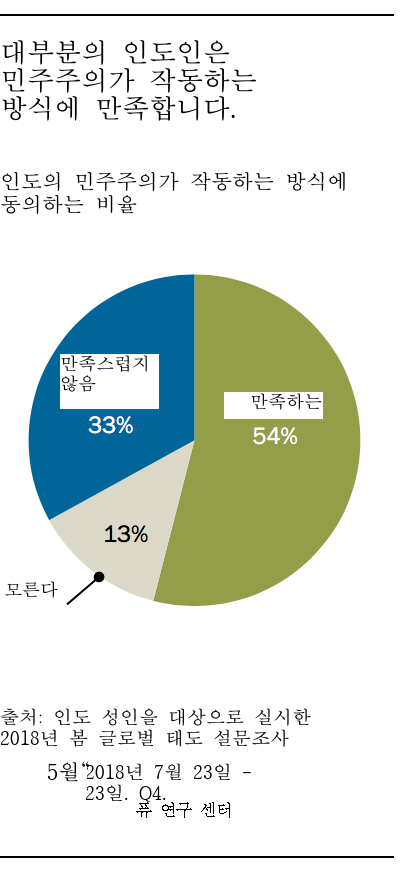 대부분의 인도인은
민주주의가 작동하는
방식에 만족합니다.
인도의 민주주의가 작동하는 방식에
동의하는 비율
만족스럽지
않음
33%
만족하는
54%
13%
모른다
출처: 인도 성인을 대상으로 실시한
2018년 봄 글로벌 태도 설문조사
5월“2018년 7월 23일 -
23일. Q4.
퓨 연구 센터